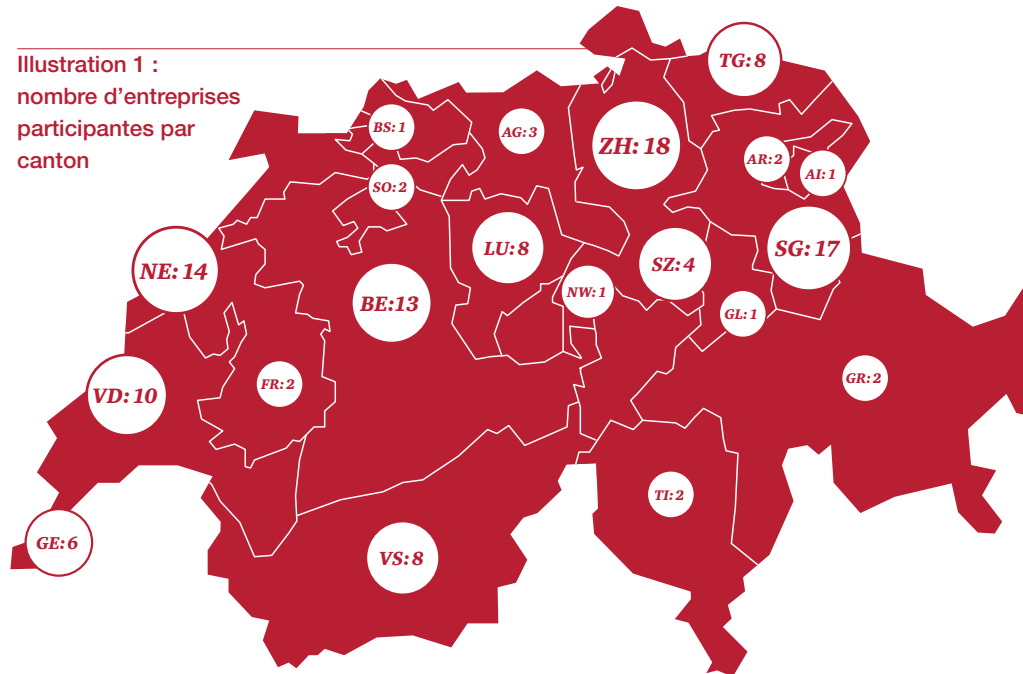 Illustration 1 :
nombre d'entreprises
participantes par
canton
TG: 8
BS: 1
AG: 3
ZH: 18
AR: 2
AI: 1
SO: 2
NE: 14
LU: 8
SZ: 4
SG: 17
BE: 13
NW: 1
GL: 1
VD: 10
FR: 2
GR: 2
TI: 2
GE: 6
VS: 8